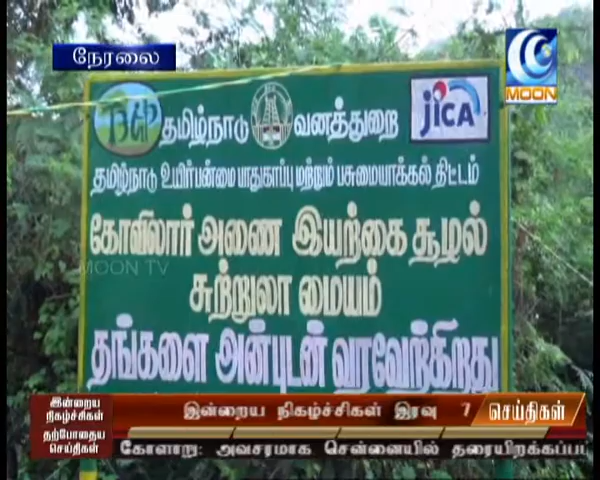 நேரலை
MOON
TBGP
தமிழ்நாடு வனத்துறை
jICA
தமிழ்நாடு உயிர்பன்மை பாதுகாப்பு மற்றும் பசுமையாக்கல் திட்டம்
கோவிலார் அணை இயற்கை சூழல்
சுற்றுலா மையம்
MOON TV
தங்களை அன்புடன் வரவேற்கிறது
இன்றைய
நிகழ்ச்சிகள்
இன்றைய நிகழ்ச்சிகள் இரவு 7
செய்திகள்
தற்போதைய
செய்திகள்
கோளாறு: அவசரமாக சென்னையில் தரையிறக்கப்ப